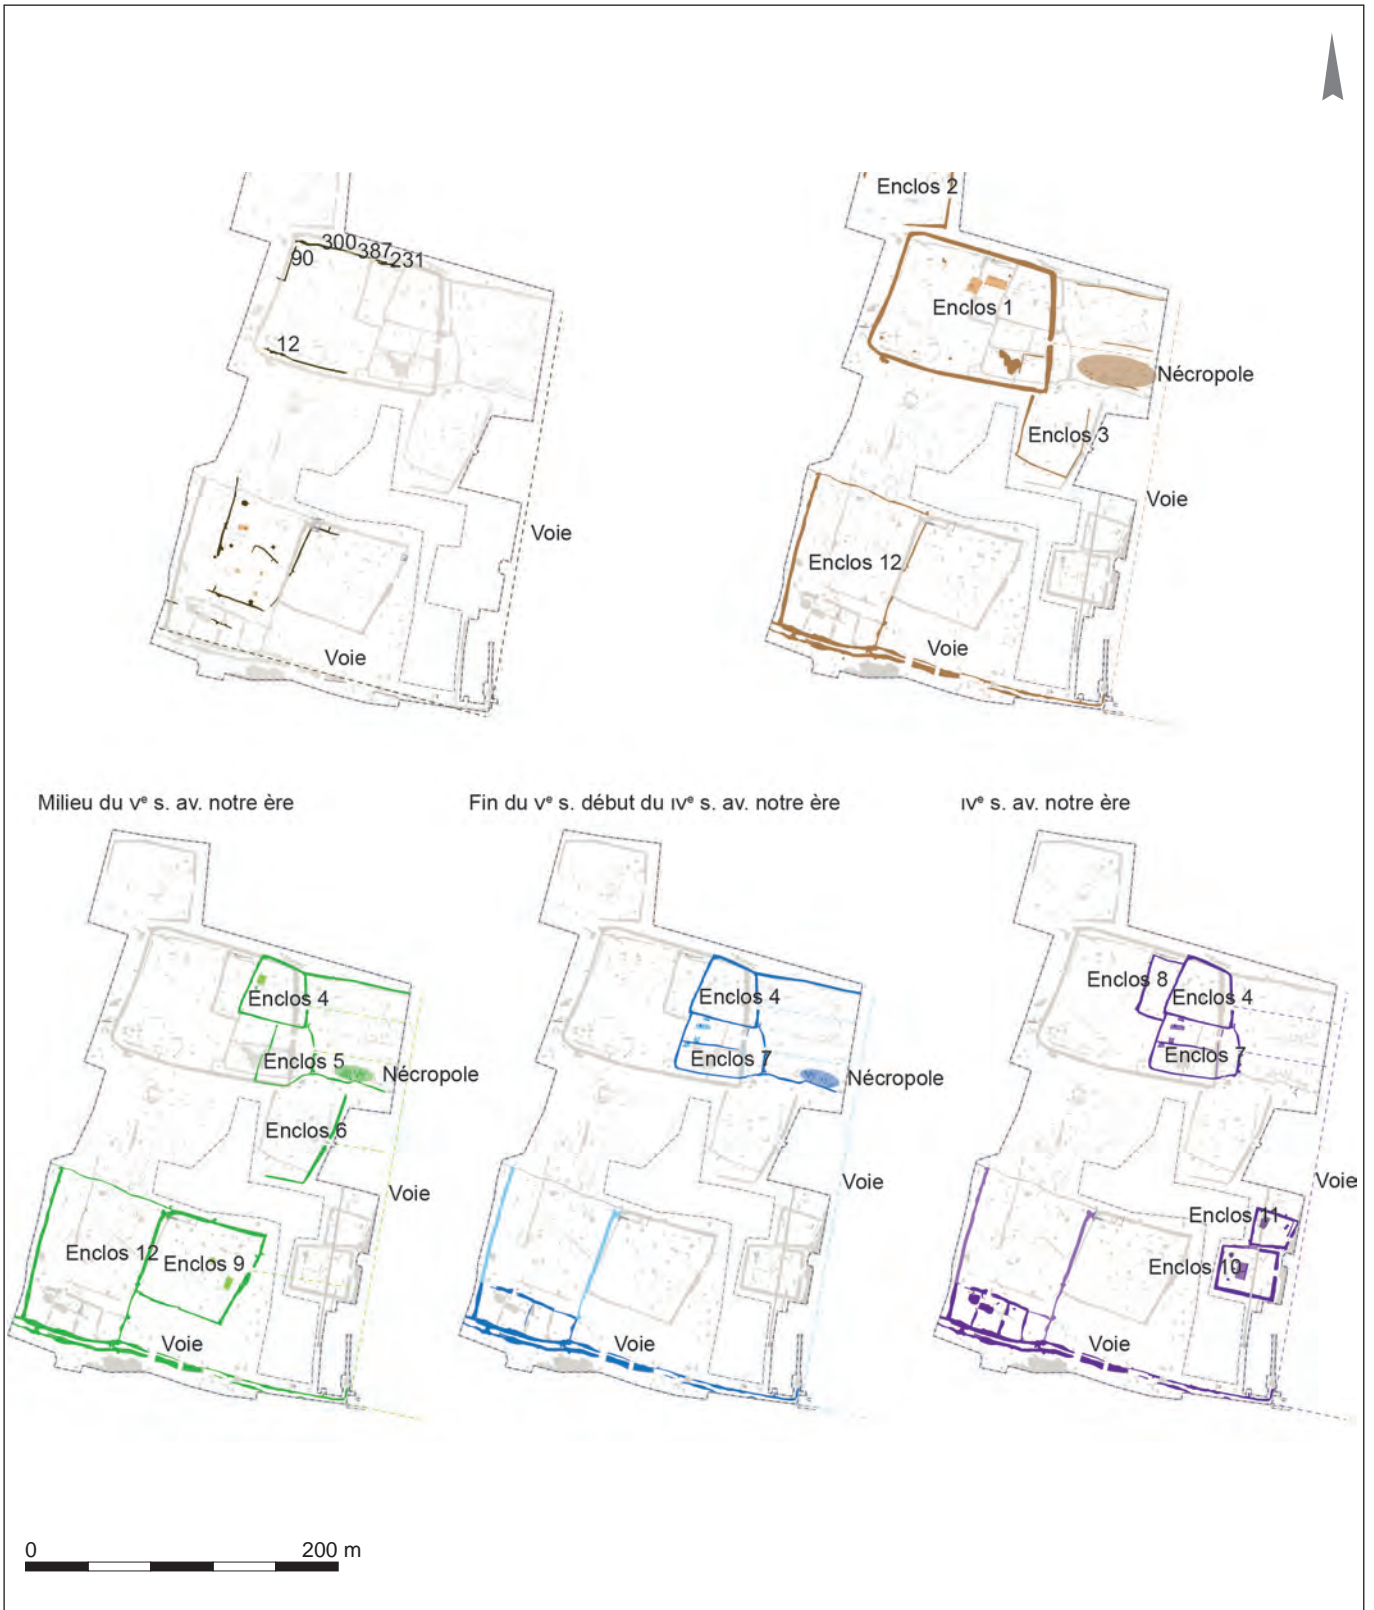 Enclos 2
300
387
231
90
Enclos 1
12
Nécropole
Enclos 3
Voie
Voie
Enclos 12
Voie
Voie
Milieu du Ve s. av. notre ère
Fin du Ve s. début du IVe s. av. notre ère
IVe s. av. notre ère
Enclos 4
Enclos 5
Nécropole
Enclos 6
Voie
Enclos 12
Enclos 9
Voie
Enclos 4
Enclos 7
Nécropole
Voie
Voie
Enclos 8
Enclos 4
Enclos 7
Voie
Enclos 11
Enclos 10
Voie
0 200 m